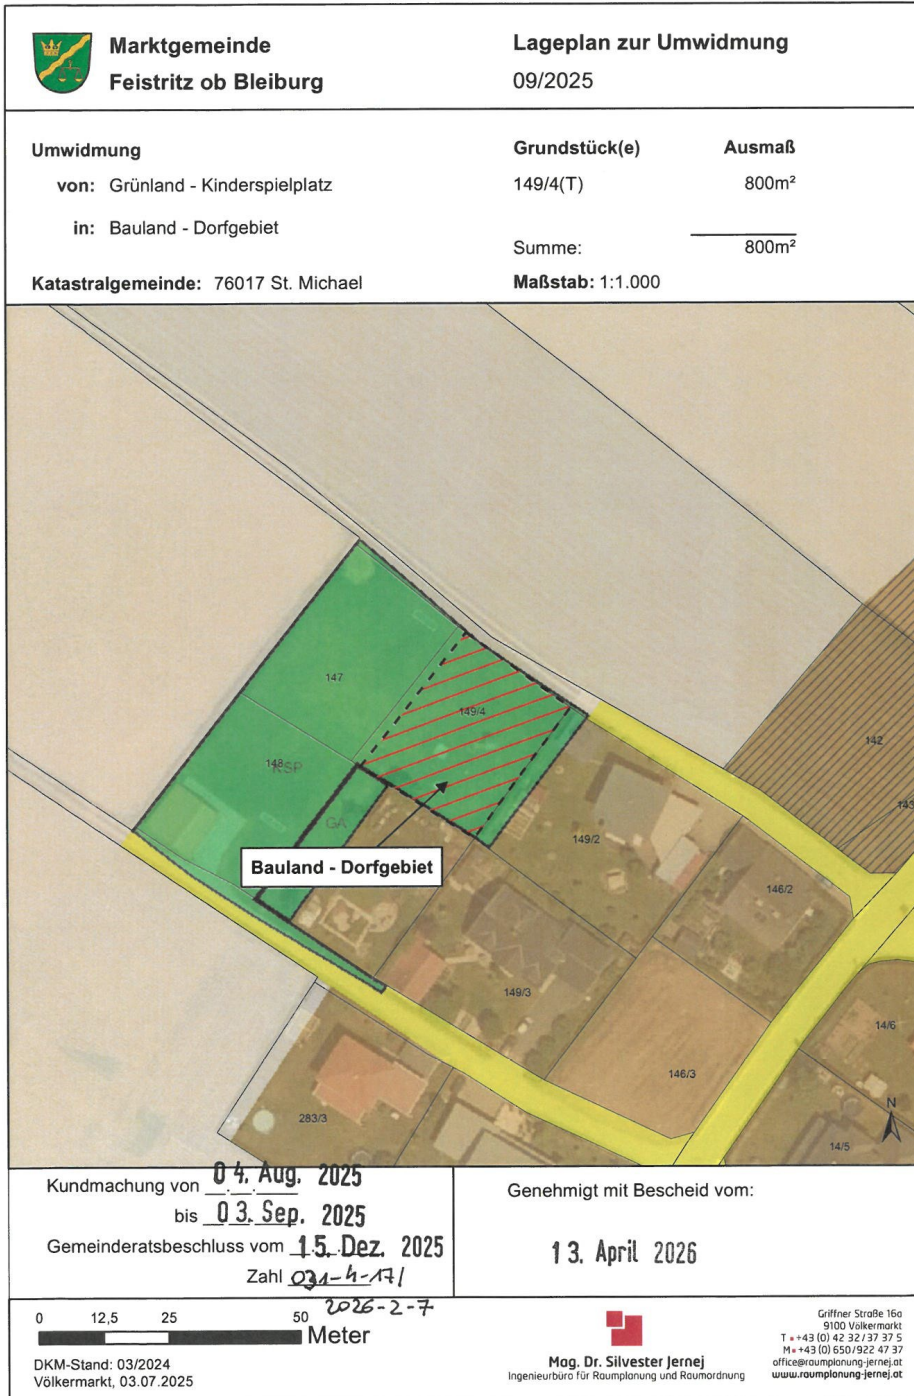 Marktgemeinde
Feistritz ob Bleiburg
Lageplan zur Umwidmung
09/2025
Umwidmung
von: Grünland - Kinderspielplatz
in: Bauland - Dorfgebiet
Katastralgemeinde: 76017 St. Michael
Grundstück(e) Ausmaß
149/4(T) 800m²
Summe: 800m²
Maßstab: 1:1.000
147
149/4
142
148
KSP
143
GA
149/2
Bauland - Dorfgebiet
146/2
149/3
14/6
146/3
N
283/3
14/5
Kundmachung von 04. Aug. 2025
bis 03. Sep. 2025
Gemeinderatsbeschluss vom 15. Dez. 2025
Zahl 031-4-17/
2026-2-7
Genehmigt mit Bescheid vom:
13. April 2026
0 12,5 25 50
Meter
DKM-Stand: 03/2024
Völkermarkt, 03.07.2025
Mag. Dr. Silvester Jernej
Ingenieurbüro für Raumplanung und Raumordnung
Griffner Straße 16a
9100 Völkermarkt
T ▪ +43 (0) 42 32 / 37 37 5
M ▪ +43 (0) 650 / 922 47 37
office@raumplanung-jernej.at
www.raumplanung-jernej.at